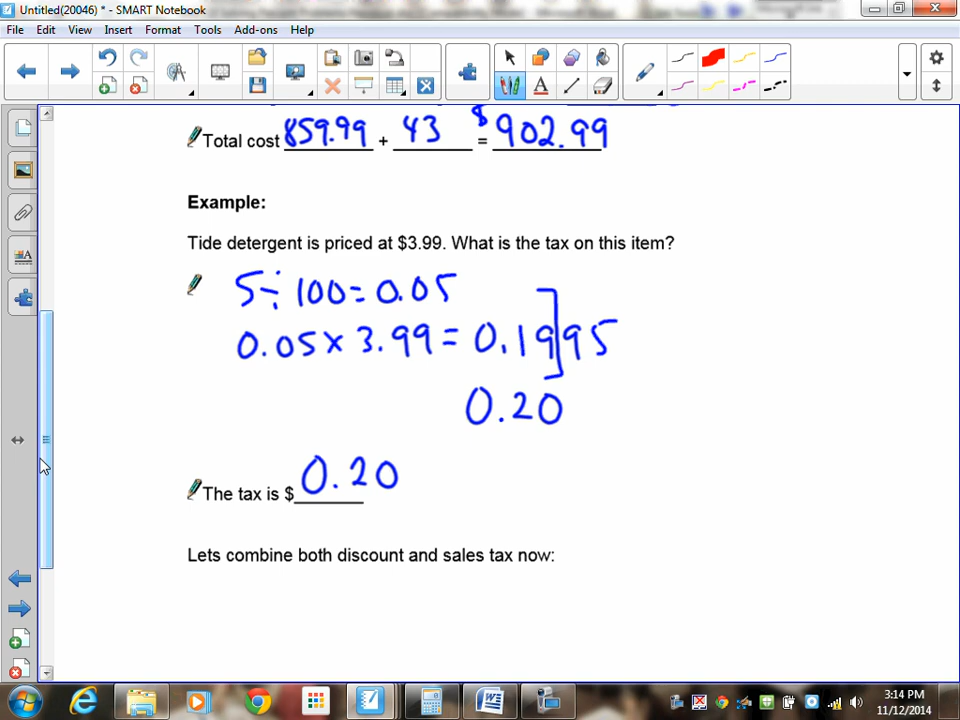 Untitled(20046) * - SMART Notebook
File Edit View Insert Format Tools Add-ons Help
Total cost 859.99 + 43 = $902.99
Example:
Tide detergent is priced at $3.99. What is the tax on this item?
5 ÷ 100 = 0.05
0.05 x 3.99 = 0.19]95
0.20
The tax is $ 0.20
Lets combine both discount and sales tax now:
3:14 PM
11/12/2014